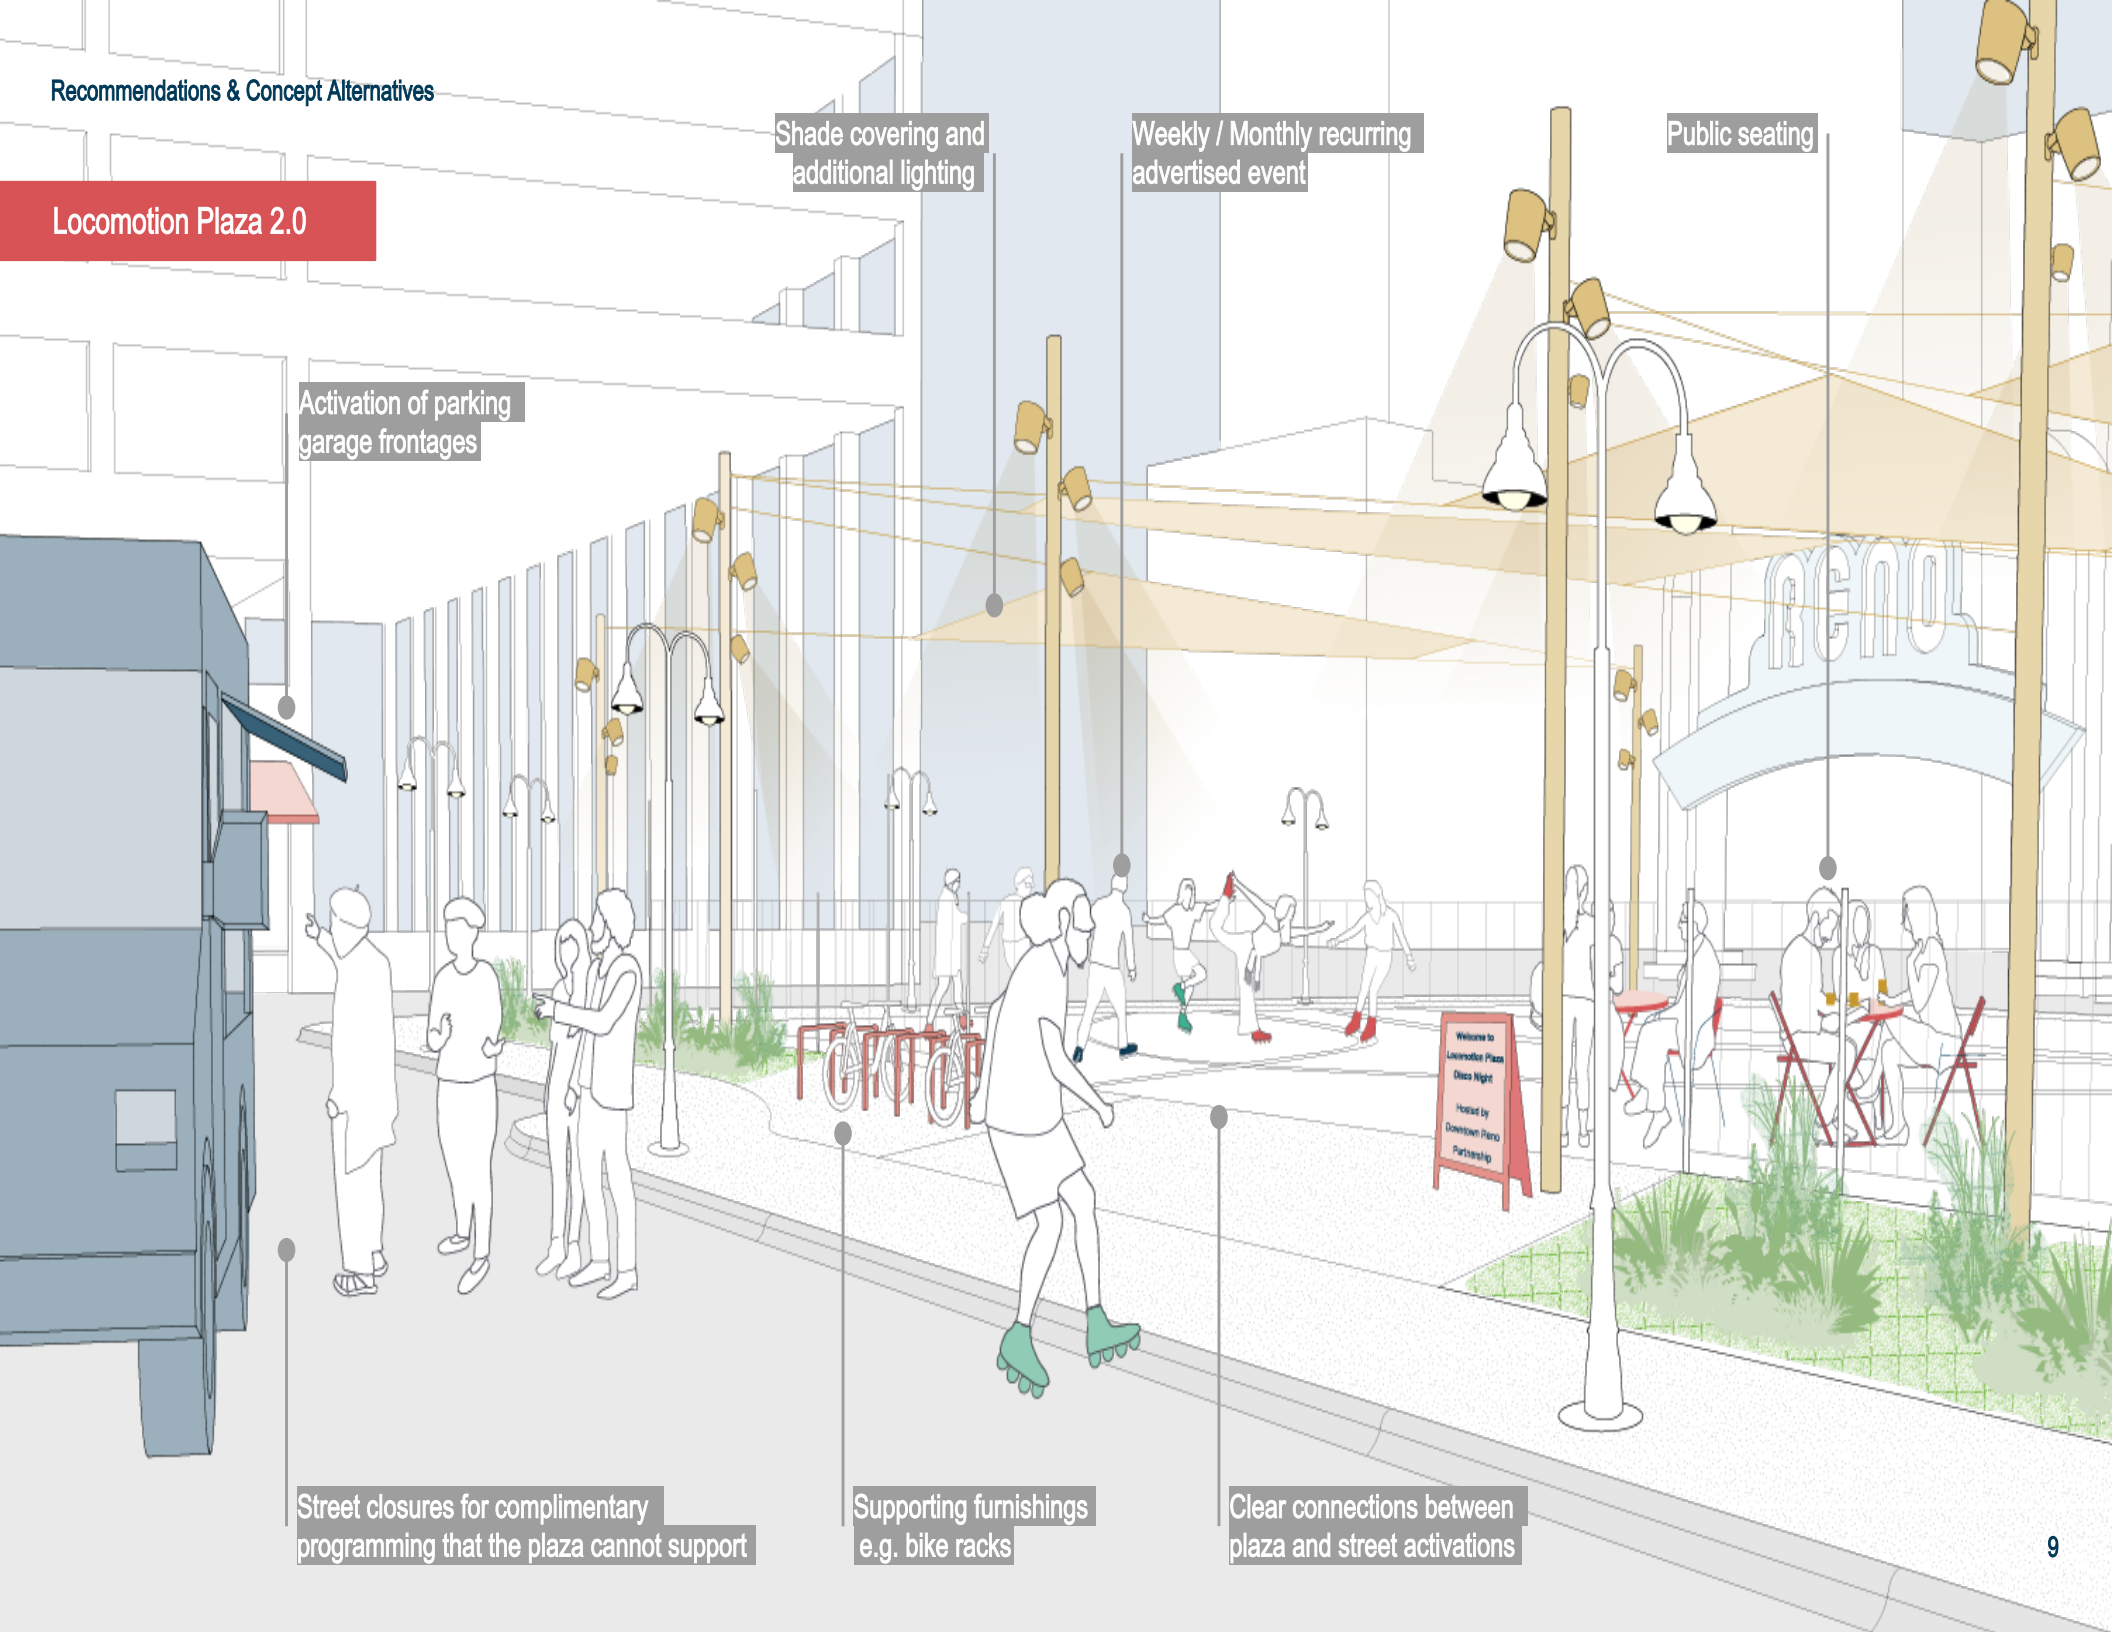 Recommendations & Concept Alternatives
Locomotion Plaza 2.0
Shade covering and
additional lighting
Weekly / Monthly recurring
advertised event
Public seating
Activation of parking
garage frontages
RENO
Welcome to
Locomotion Plaza
Disco Night
Hosted by
Downtown Reno
Partnership
Street closures for complimentary
programming that the plaza cannot support
Supporting furnishings
e.g. bike racks
Clear connections between
plaza and street activations
9